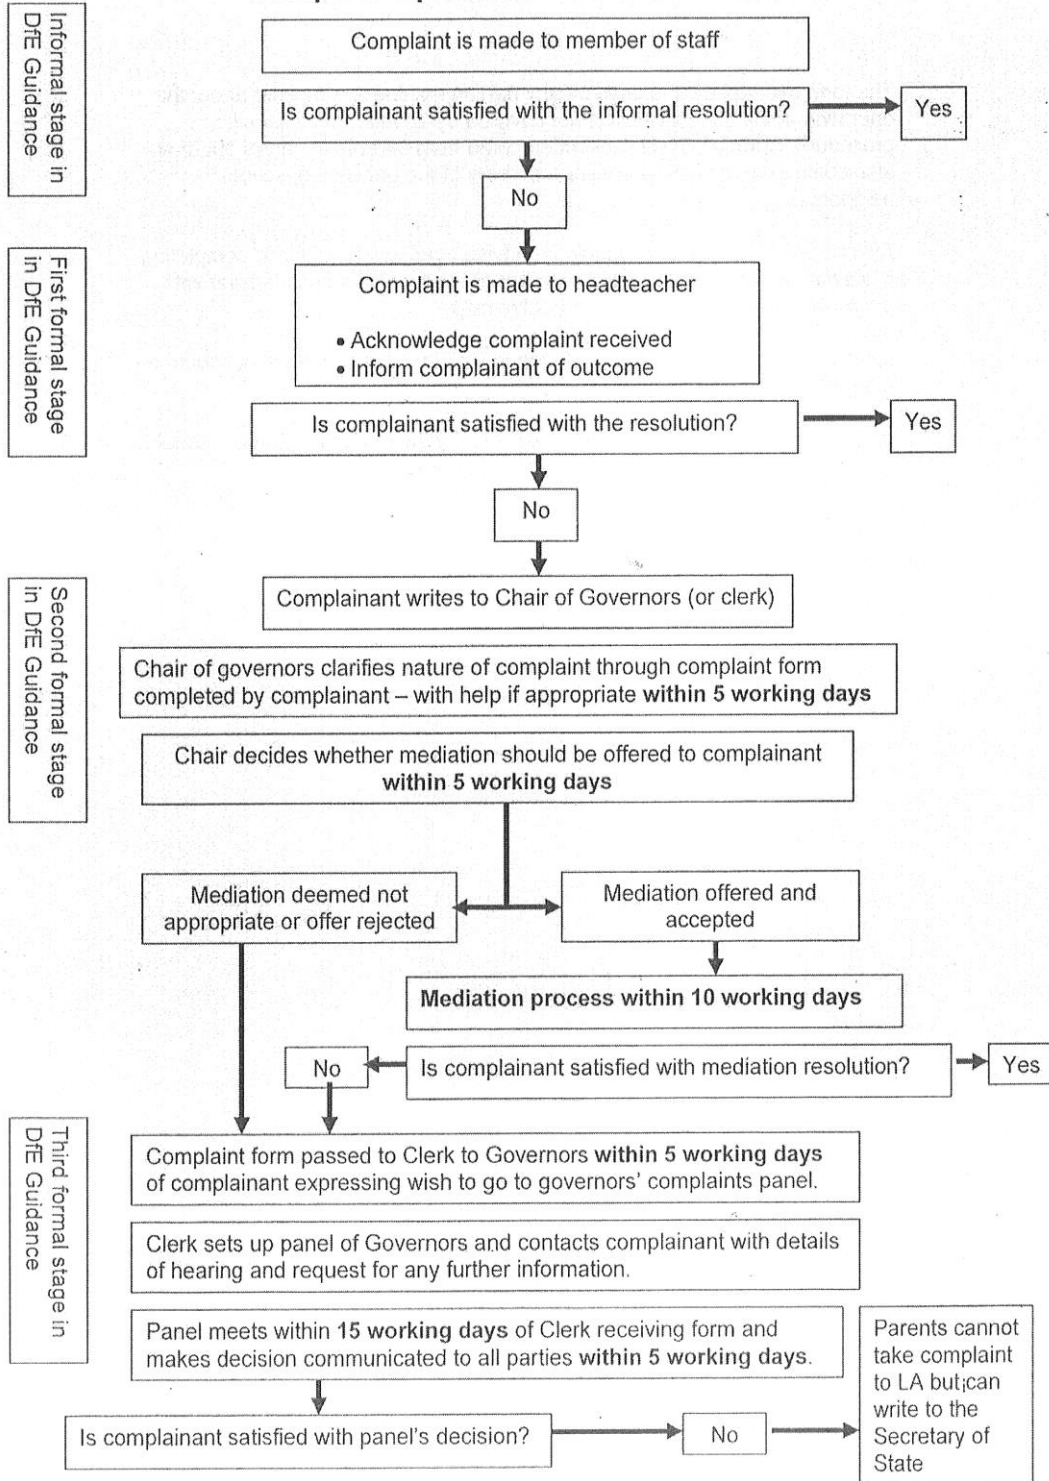 Informal stage in
DfE Guidance
Complaint is made to member of staff
Is complainant satisfied with the informal resolution?
Yes
No
First formal stage
in DfE Guidance
Complaint is made to headteacher
• Acknowledge complaint received
• Inform complainant of outcome
Is complainant satisfied with the resolution?
Yes
No
Second formal stage
in DfE Guidance
Complainant writes to Chair of Governors (or clerk)
Chair of governors clarifies nature of complaint through complaint form
completed by complainant – with help if appropriate within 5 working days
Chair decides whether mediation should be offered to complainant
within 5 working days
Mediation deemed not
appropriate or offer rejected
Mediation offered and
accepted
Mediation process within 10 working days
No
Is complainant satisfied with mediation resolution?
Yes
Third formal stage in
DfE Guidance
Complaint form passed to Clerk to Governors within 5 working days
of complainant expressing wish to go to governors' complaints panel.
Clerk sets up panel of Governors and contacts complainant with details
of hearing and request for any further information.
Panel meets within 15 working days of Clerk receiving form and
makes decision communicated to all parties within 5 working days.
Is complainant satisfied with panel's decision?
No
Parents cannot
take complaint
to LA but can
write to the
Secretary of
State